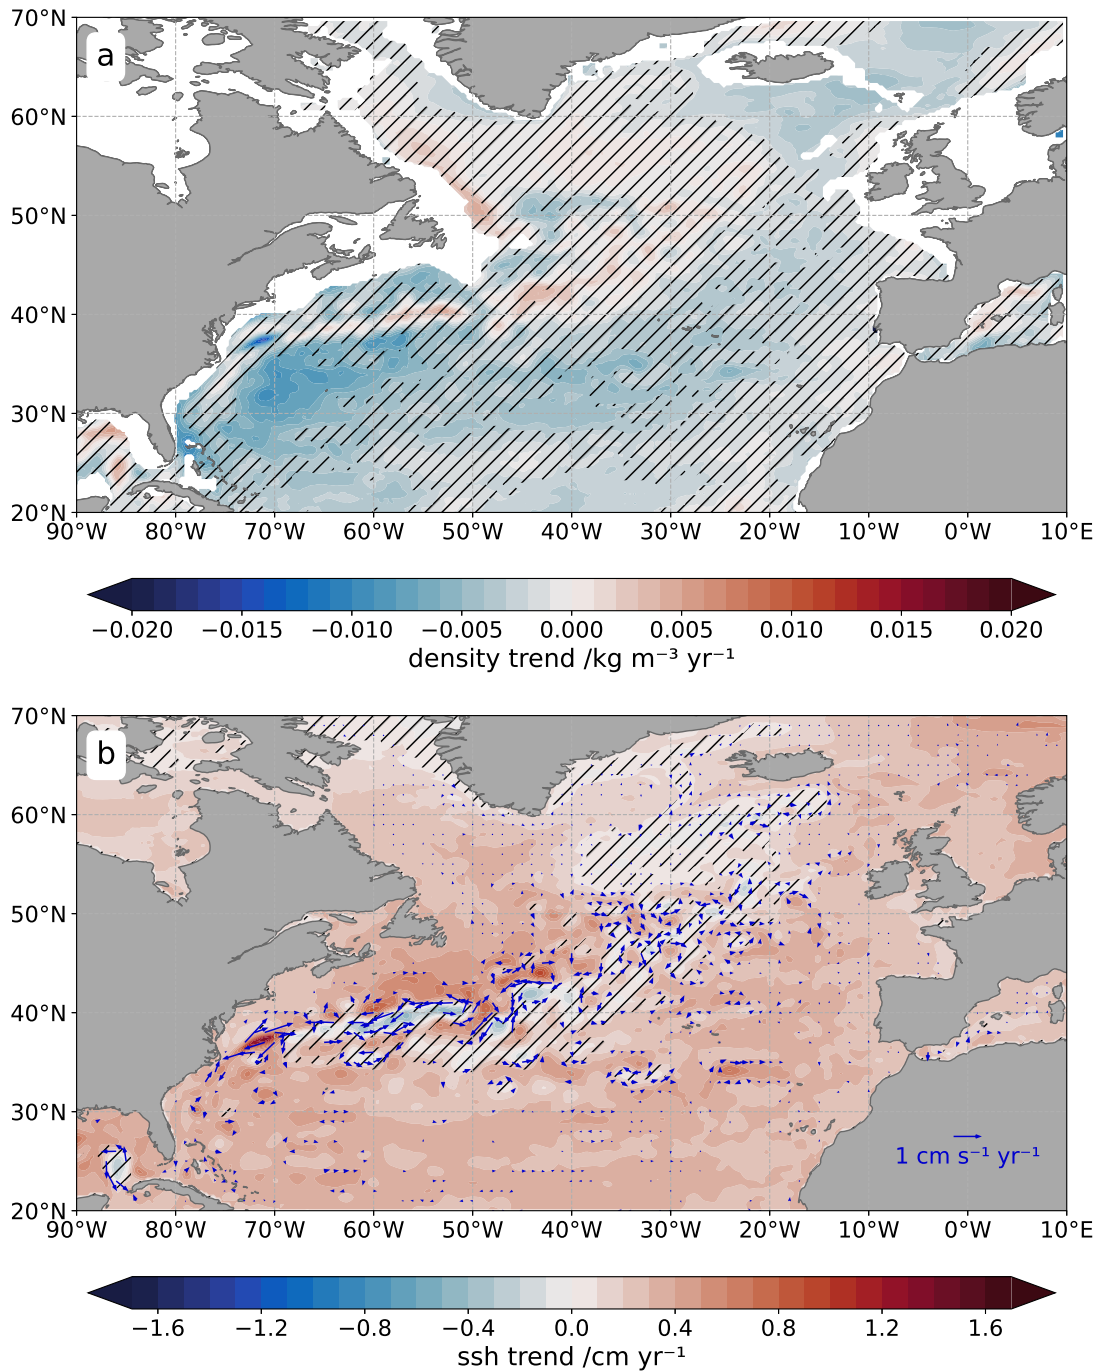 70°N
a
60°N
50°N
40°N
30°N
20°N
90°W 80°W 70°W 60°W 50°W 40°W 30°W 20°W 10°W 0°W 10°E
−0.020 −0.015 −0.010 −0.005 0.000 0.005 0.010 0.015 0.020
density trend /kg m⁻³ yr⁻¹
70°N
b
60°N
50°N
40°N
30°N
1 cm s⁻¹ yr⁻¹
20°N
90°W 80°W 70°W 60°W 50°W 40°W 30°W 20°W 10°W 0°W 10°E
−1.6 −1.2 −0.8 −0.4 0.0 0.4 0.8 1.2 1.6
ssh trend /cm yr⁻¹